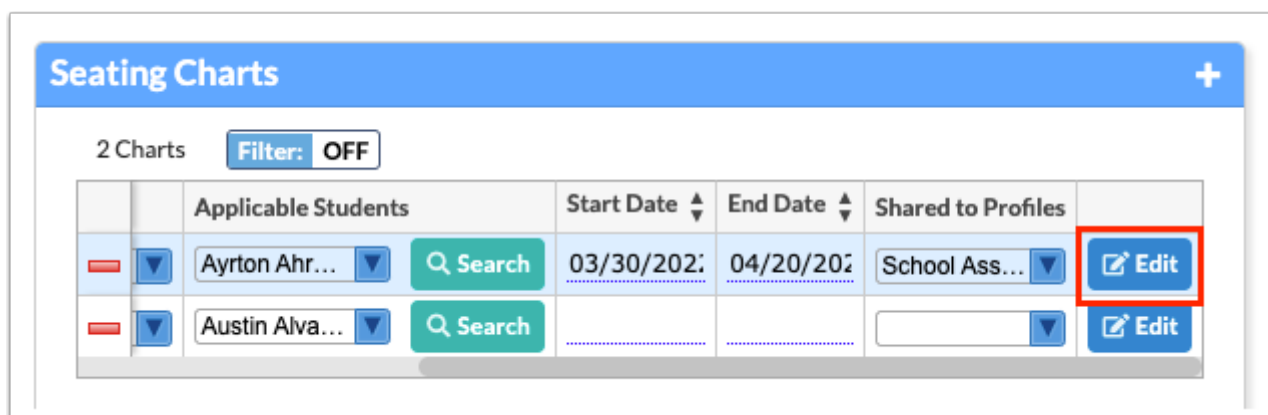 Seating Charts
2 Charts Filter: OFF
Applicable Students Start Date End Date Shared to Profiles
Ayrton Ahr... Search 03/30/202 04/20/202 School Ass... Edit
Austin Alva... Search Edit